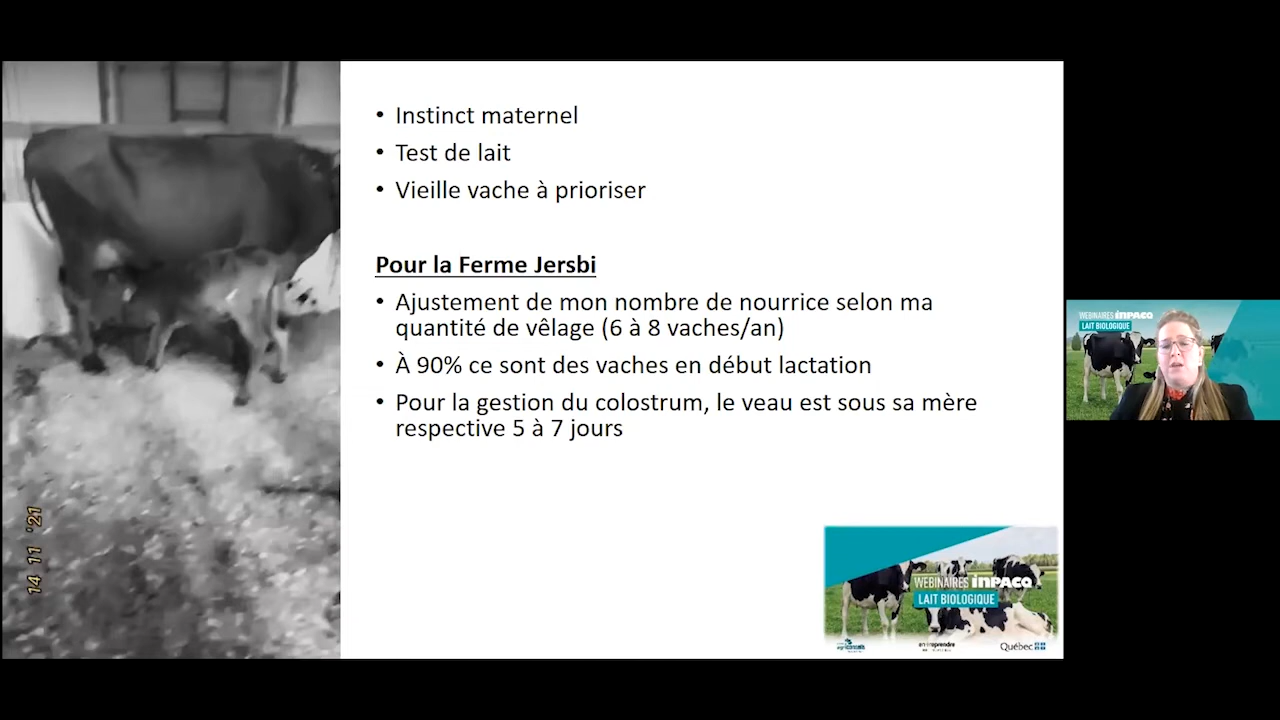 • Instinct maternel
• Test de lait
• Vieille vache à prioriser
Pour la Ferme Jersbi
• Ajustement de mon nombre de nourrice selon ma
quantité de vêlage (6 à 8 vaches/an)
• À 90% ce sont des vaches en début lactation
• Pour la gestion du colostrum, le veau est sous sa mère
respective 5 à 7 jours
14 11 '21
WEBINAIRES INPACQ
LAIT BIOLOGIQUE
Québec
WEBINAIRES INPACQ
LAIT BIOLOGIQUE